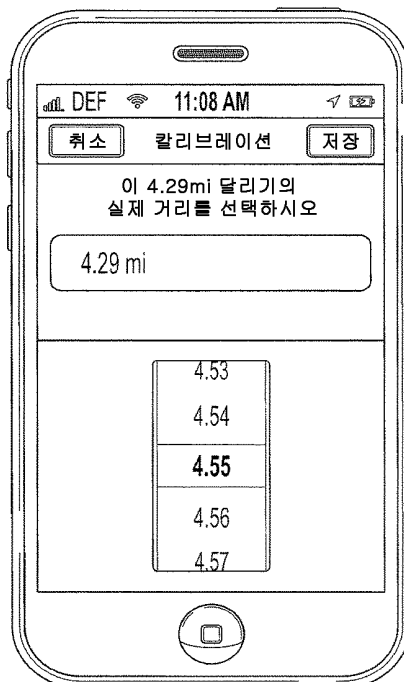 DEF 11:08 AM
취소 칼리브레이션 저장
이 4.29mi 달리기의
실제 거리를 선택하시오
4.29 mi
4.53
4.54
4.55
4.56
4.57